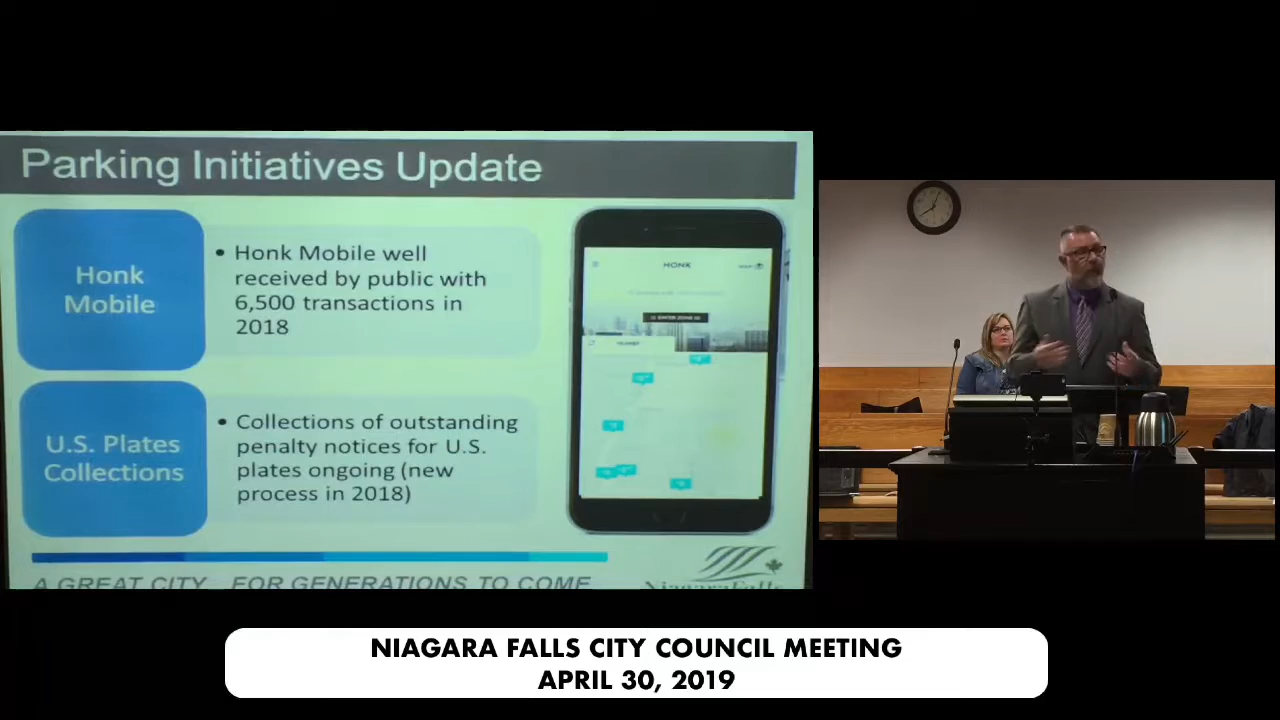 Parking Initiatives Update
Honk
Mobile
• Honk Mobile well
received by public with
6,500 transactions in
2018
U.S. Plates
Collections
• Collections of outstanding
penalty notices for U.S.
plates ongoing (new
process in 2018)
HONK
A GREAT CITY...FOR GENERATIONS TO COME
NiagaraFalls
NIAGARA FALLS CITY COUNCIL MEETING
APRIL 30, 2019